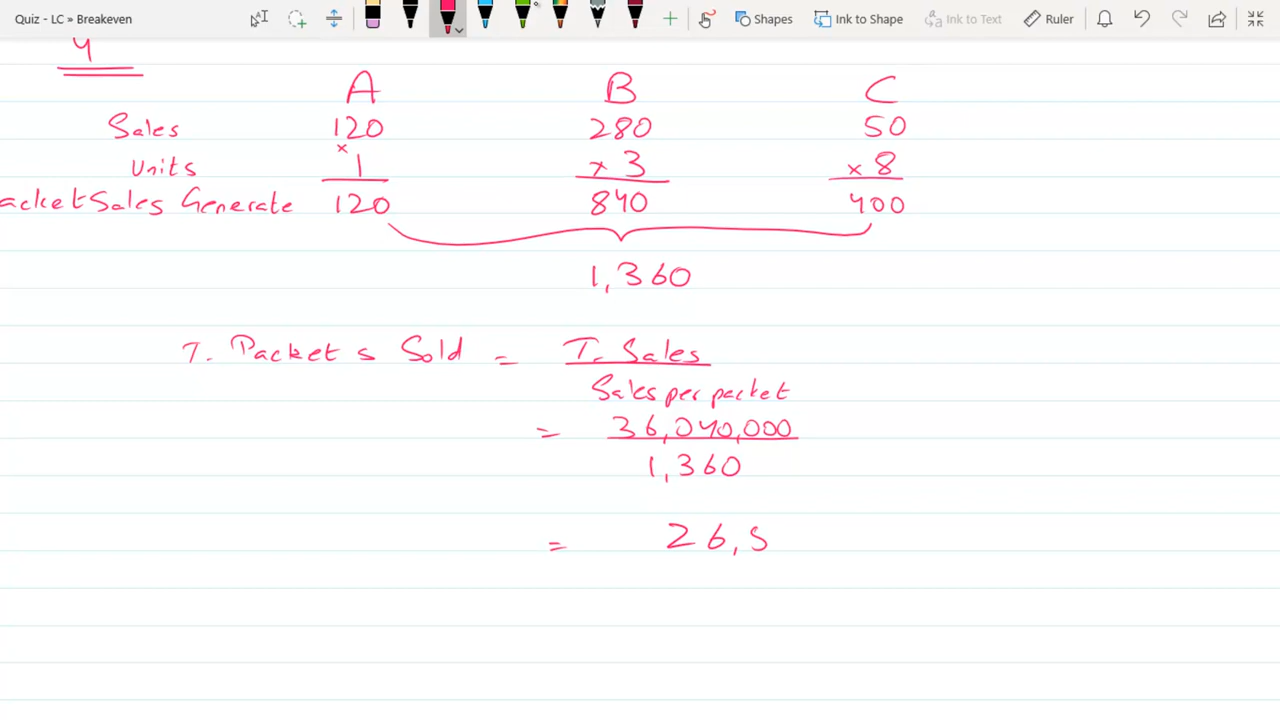 Quiz - LC » Breakeven
Shapes Ink to Shape Ink to Text Ruler
4
A B C
Sales 120 280 50
Units × 1 × 3 × 8
acket Sales Generate 120 840 400
1,360
T. Packets Sold = T. Sales
Sales per packet
= 36,040,000
1,360
= 26,5